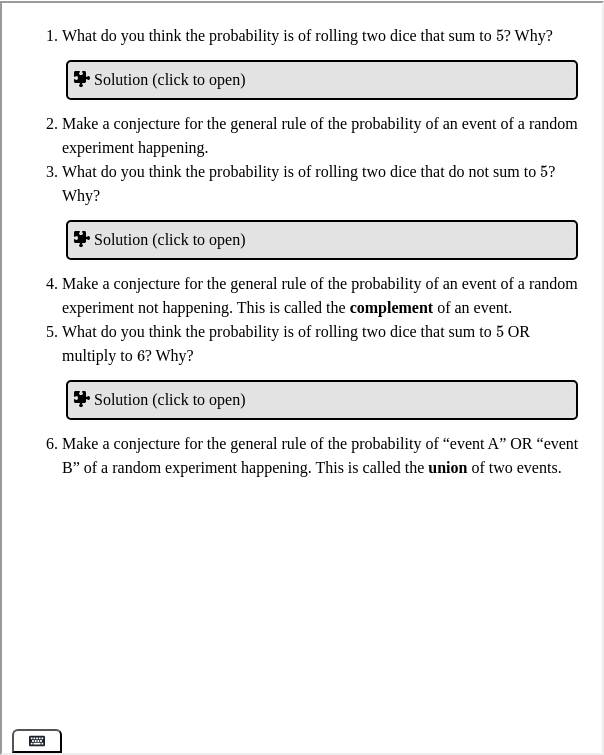 1. What do you think the probability is of rolling two dice that sum to 5? Why?
Solution (click to open)
2. Make a conjecture for the general rule of the probability of an event of a random
experiment happening.
3. What do you think the probability is of rolling two dice that do not sum to 5?
Why?
Solution (click to open)
4. Make a conjecture for the general rule of the probability of an event of a random
experiment not happening. This is called the complement of an event.
5. What do you think the probability is of rolling two dice that sum to 5 OR
multiply to 6? Why?
Solution (click to open)
6. Make a conjecture for the general rule of the probability of “event A” OR “event
B” of a random experiment happening. This is called the union of two events.